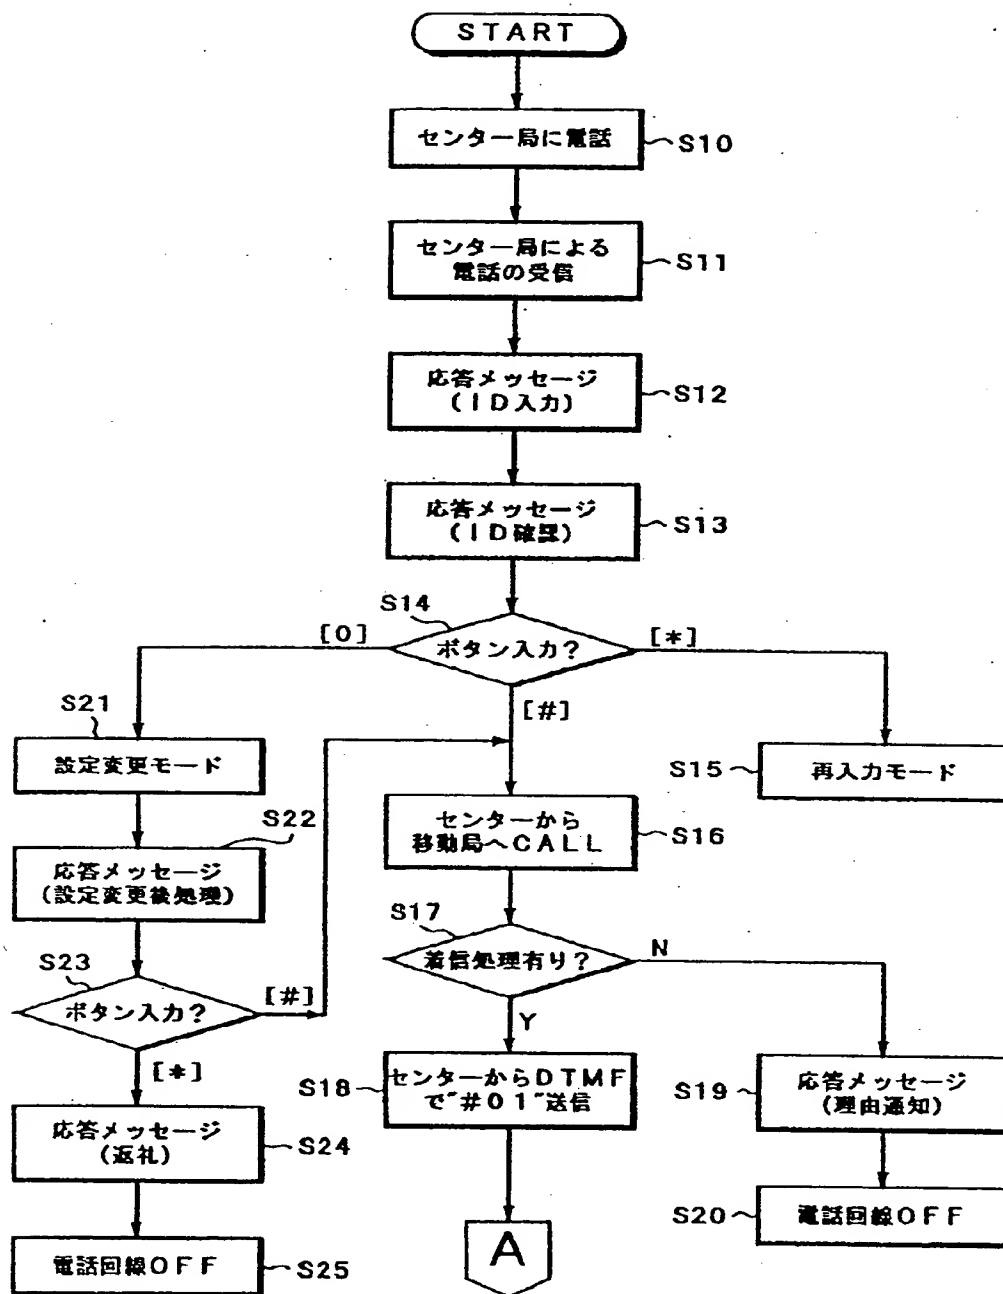 START
センター局に電話
S10
センター局による
電話の受信
S11
応答メッセージ
(ID入力)
S12
応答メッセージ
(ID確認)
S13
S14
ボタン入力?
[0]
[*]
[#]
S21
設定変更モード
S15
再入力モード
S22
応答メッセージ
(設定変更後処理)
センターから
移動局へCALL
S16
S23
ボタン入力?
[#]
[*]
S17
着信処理有り?
N
Y
S18
センターからDTMF
で"#01"送信
S19
応答メッセージ
(理由通知)
応答メッセージ
(返礼)
S24
S20
電話回線OFF
電話回線OFF
S25
A